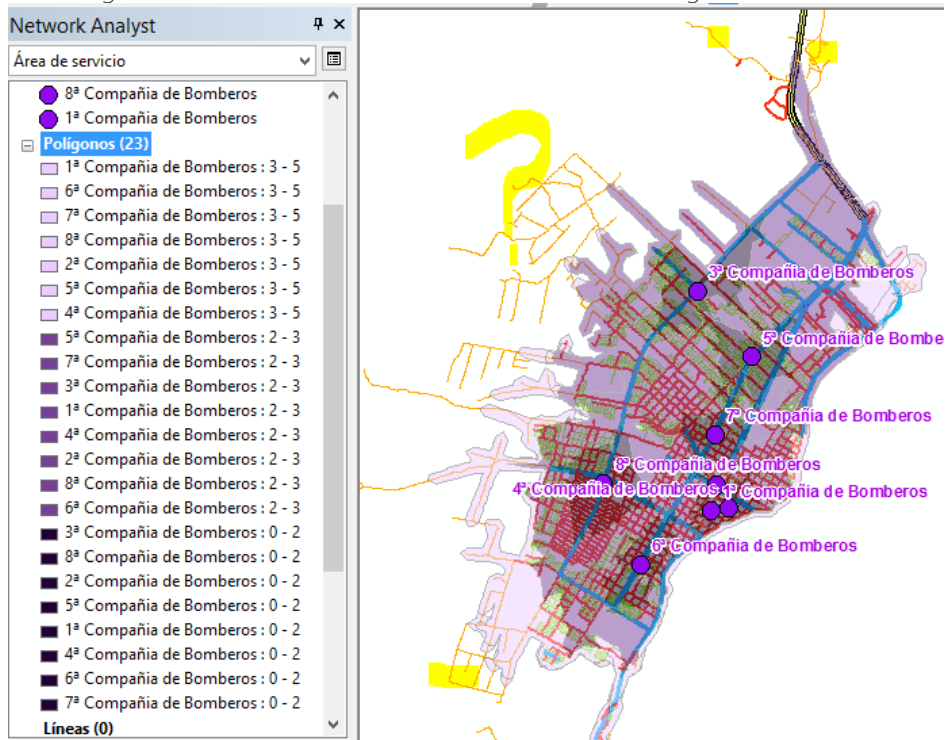 Network Analyst
Área de servicio
8ª Compañia de Bomberos
1ª Compañia de Bomberos
Polígonos (23)
1ª Compañia de Bomberos : 3 - 5
6ª Compañia de Bomberos : 3 - 5
7ª Compañia de Bomberos : 3 - 5
8ª Compañia de Bomberos : 3 - 5
2ª Compañia de Bomberos : 3 - 5
5ª Compañia de Bomberos : 3 - 5
4ª Compañia de Bomberos : 3 - 5
5ª Compañia de Bomberos : 2 - 3
7ª Compañia de Bomberos : 2 - 3
3ª Compañia de Bomberos : 2 - 3
1ª Compañia de Bomberos : 2 - 3
4ª Compañia de Bomberos : 2 - 3
2ª Compañia de Bomberos : 2 - 3
8ª Compañia de Bomberos : 2 - 3
6ª Compañia de Bomberos : 2 - 3
3ª Compañia de Bomberos : 0 - 2
8ª Compañia de Bomberos : 0 - 2
2ª Compañia de Bomberos : 0 - 2
5ª Compañia de Bomberos : 0 - 2
1ª Compañia de Bomberos : 0 - 2
4ª Compañia de Bomberos : 0 - 2
6ª Compañia de Bomberos : 0 - 2
7ª Compañia de Bomberos : 0 - 2
Líneas (0)
3ª Compañia de Bomberos
5ª Compañia de Bombe
7ª Compañia de Bomberos
8ª Compañia de Bomberos
4ª Compañia de Bomberos
1ª Compañia de Bomberos
6ª Compañia de Bomberos